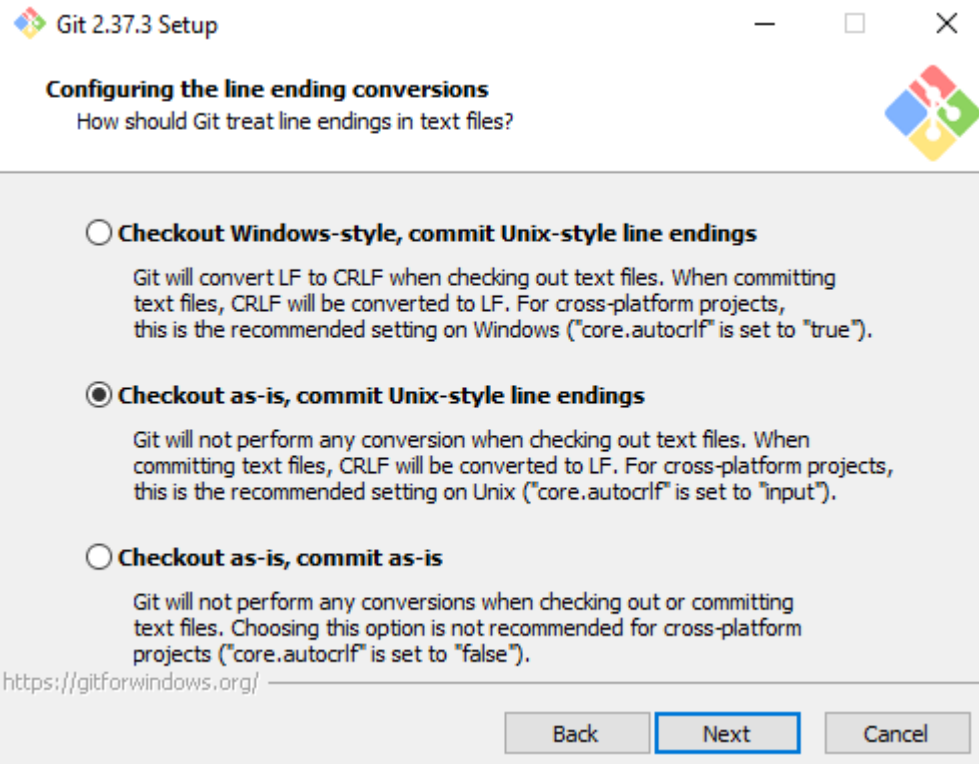 Git 2.37.3 Setup
Configuring the line ending conversions
How should Git treat line endings in text files?
Checkout Windows-style, commit Unix-style line endings
Git will convert LF to CRLF when checking out text files. When committing
text files, CRLF will be converted to LF. For cross-platform projects,
this is the recommended setting on Windows ("core.autocrlf" is set to "true").
Checkout as-is, commit Unix-style line endings
Git will not perform any conversion when checking out text files. When
committing text files, CRLF will be converted to LF. For cross-platform projects,
this is the recommended setting on Unix ("core.autocrlf" is set to "input").
Checkout as-is, commit as-is
Git will not perform any conversions when checking out or committing
text files. Choosing this option is not recommended for cross-platform
projects ("core.autocrlf" is set to "false").
https://gitforwindows.org/
Back
Next
Cancel